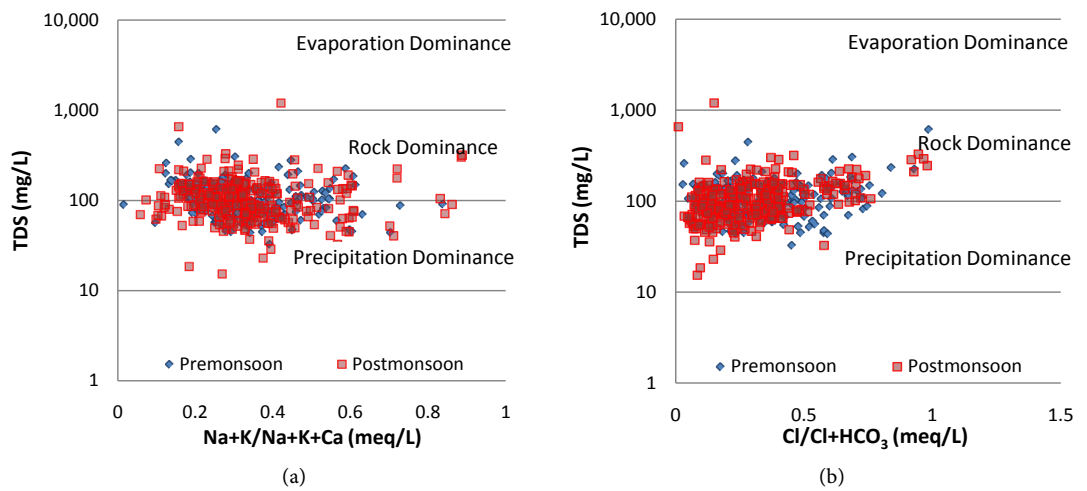 10,000
1,000
100
10
1
TDS (mg/L)
Evaporation Dominance
Rock Dominance
Precipitation Dominance
Premonsoon Postmonsoon
0 0.2 0.4 0.6 0.8 1
Na+K/Na+K+Ca (meq/L)
(a)
10,000
1,000
100
10
1
TDS (mg/L)
Evaporation Dominance
Rock Dominance
Precipitation Dominance
Premonsoon Postmonsoon
0 0.5 1 1.5
Cl/Cl+HCO₃ (meq/L)
(b)